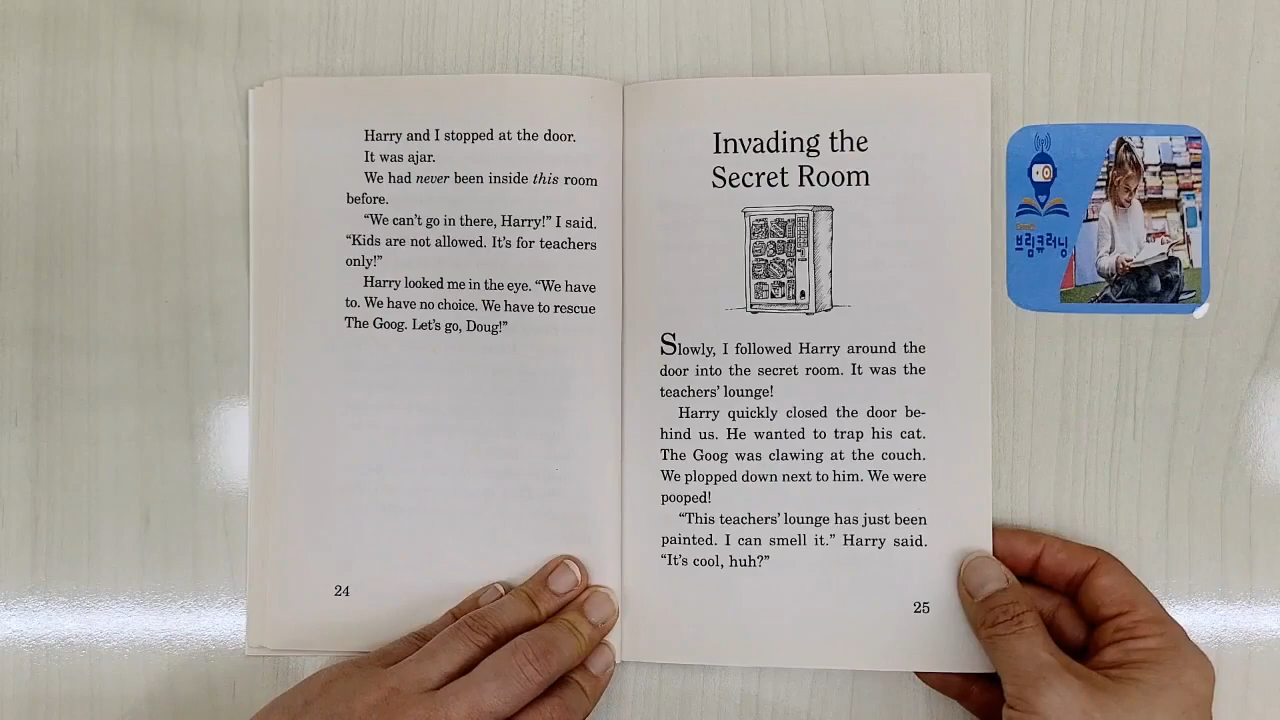 Harry and I stopped at the door.
It was ajar.
We had never been inside this room
before.
“We can’t go in there, Harry!” I said.
“Kids are not allowed. It’s for teachers
only!”
Harry looked me in the eye. “We have
to. We have no choice. We have to rescue
The Goog. Let’s go, Doug!”
24
Invading the
Secret Room
Slowly, I followed Harry around the
door into the secret room. It was the
teachers’ lounge!
Harry quickly closed the door be-
hind us. He wanted to trap his cat.
The Goog was clawing at the couch.
We plopped down next to him. We were
pooped!
“This teachers’ lounge has just been
painted. I can smell it.” Harry said.
“It’s cool, huh?”
25
브림큐러닝